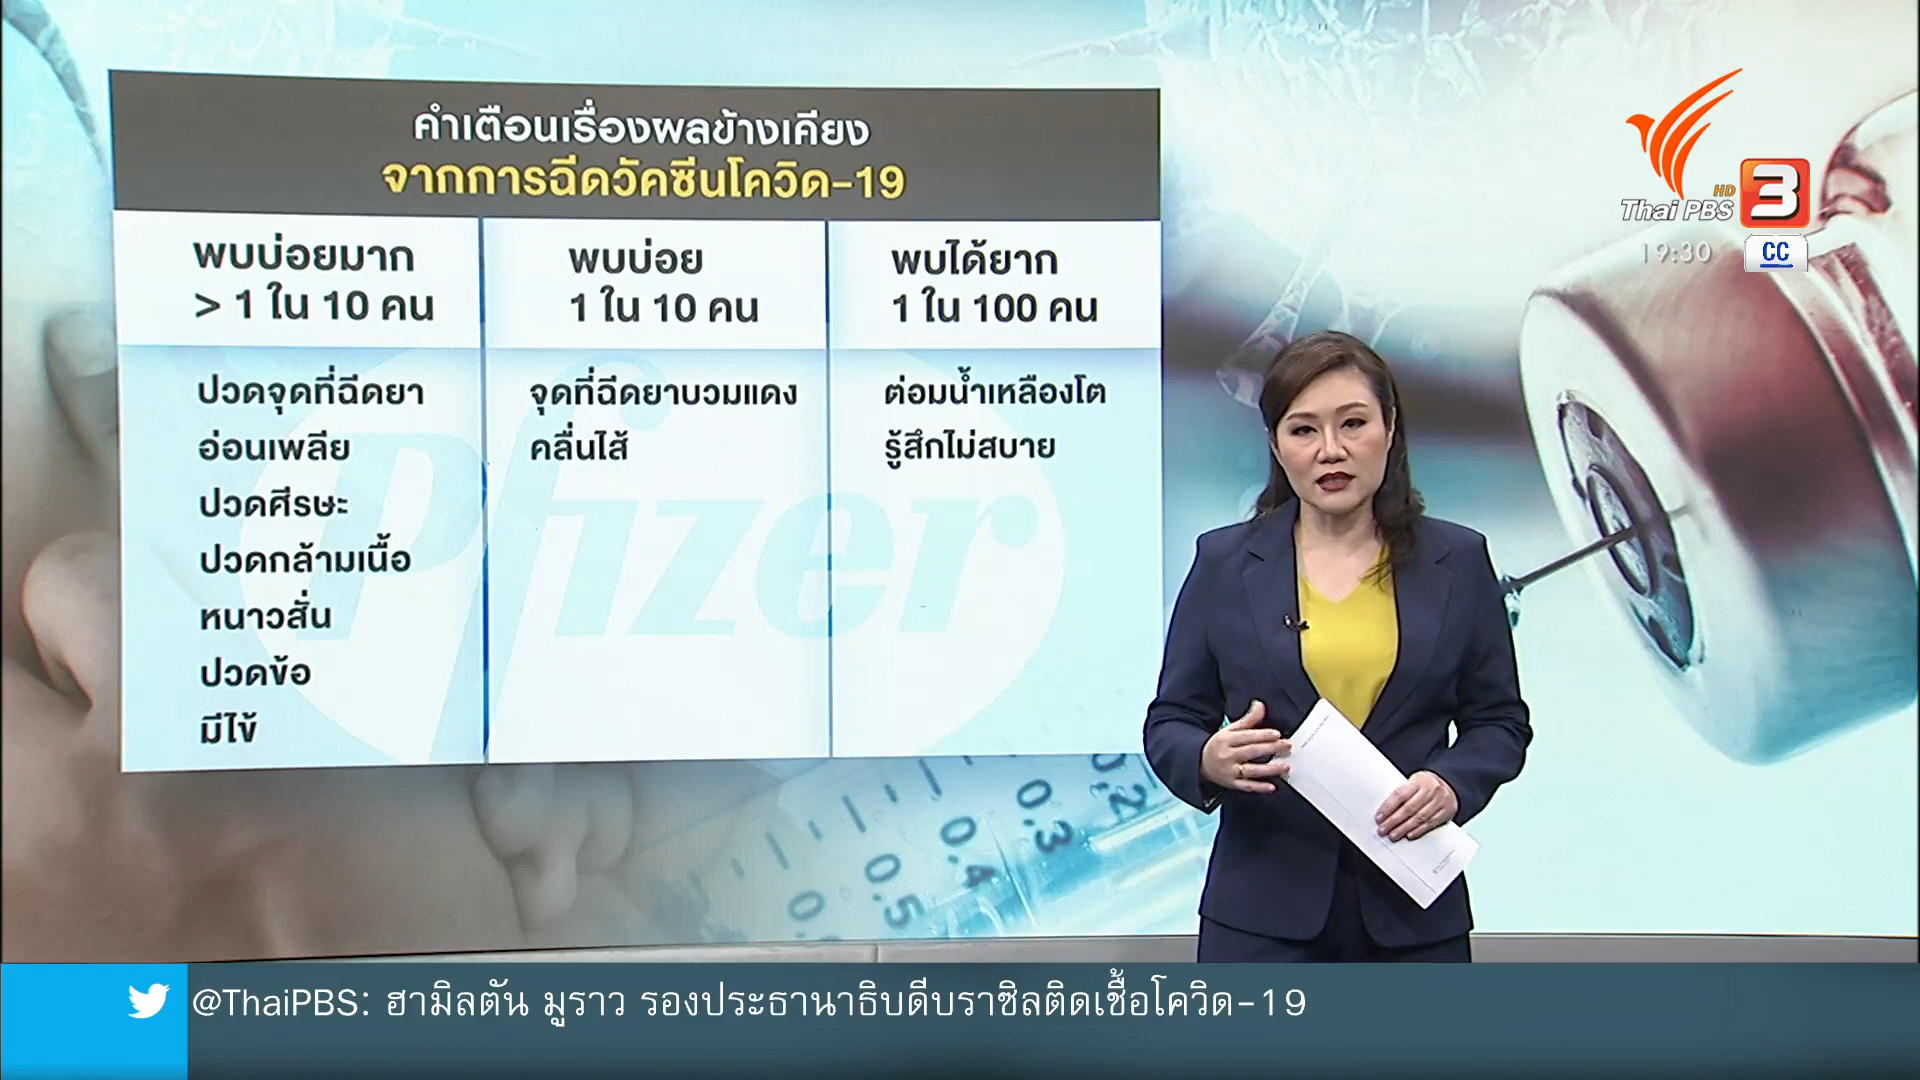 คำเตือนเรื่องผลข้างเคียง
จากการฉีดวัคซีนโควิด-19
พบบ่อยมาก
> 1 ใน 10 คน
พบบ่อย
1 ใน 10 คน
พบได้ยาก
1 ใน 100 คน
ปวดจุดที่ฉีดยา
อ่อนเพลีย
ปวดศีรษะ
ปวดกล้ามเนื้อ
หนาวสั่น
ปวดข้อ
มีไข้
จุดที่ฉีดยาบวมแดง
คลื่นไส้
ต่อมน้ำเหลืองโต
รู้สึกไม่สบาย
Pfizer
Thai PBS HD 3
19:30
CC
0.2
0.3
0.4
0.5
@ThaiPBS: ฮามิลตัน มูราว รองประธานาธิบดีบราซิลติดเชื้อโควิด-19